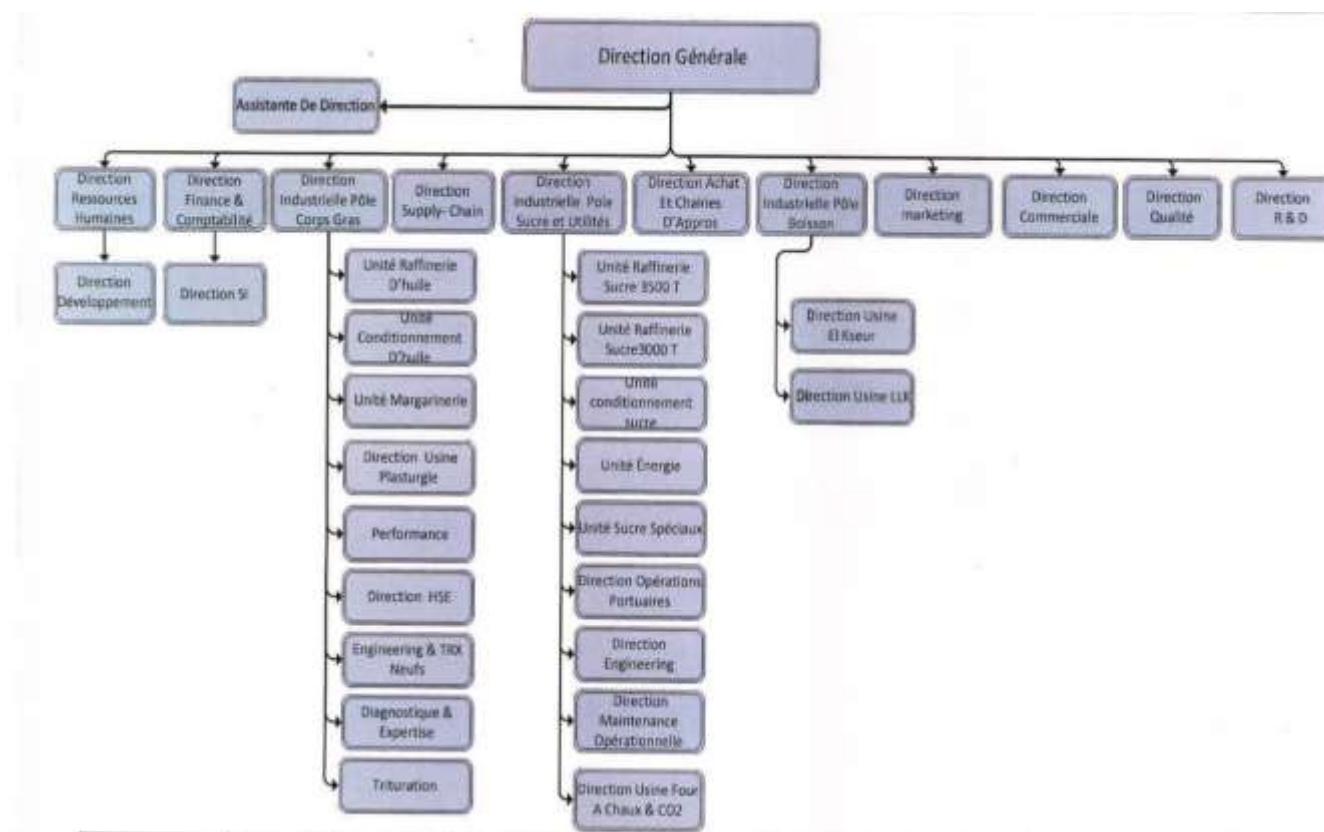 Direction Générale
Assistante De Direction
Direction
Ressources
Humaines
Direction
Finance &
Comptabilité
Direction
Industrielle Pôle
Corps Gras
Direction
Supply- Chain
Direction
Industrielle Pole
Sucre et Utilités
Direction Achat
Et Chaines
D'Appros
Direction
Industrielle Pôle
Boisson
Direction
marketing
Direction
Commerciale
Direction
Qualité
Direction
R & D
Direction
Développement
Direction SI
Unité Raffinerie
D'huile
Unité
Conditionnement
D'huile
Unité Margarinerie
Direction Usine
Plasturgie
Performance
Direction HSE
Engineering & TRX
Neufs
Diagnostique &
Expertise
Trituration
Unité Raffinerie
Sucre 3500 T
Unité Raffinerie
Sucre3000 T
Unité
conditionnement
sucre
Unité Énergie
Unité Sucre Spéciaux
Direction Opérations
Portuaires
Direction
Engineering
Direction
Maintenance
Opérationnelle
Direction Usine Four
A Chaux & CO2
Direction Usine
El Kseur
Direction Usine LLK